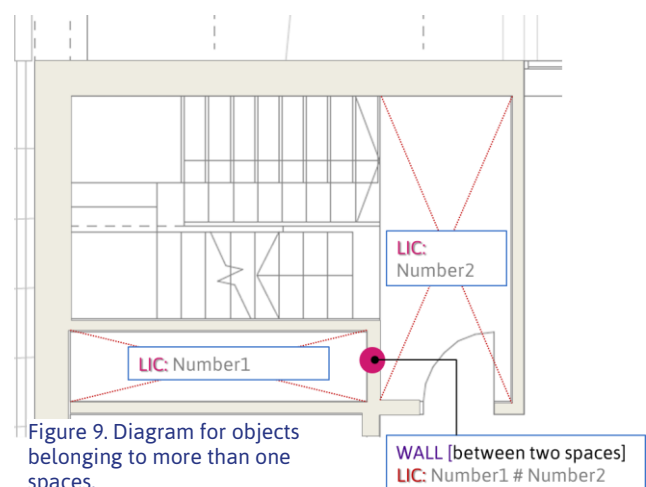 LIC:
Number2
LIC: Number1
Figure 9. Diagram for objects
belonging to more than one
spaces.
WALL [between two spaces]
LIC: Number1 # Number2